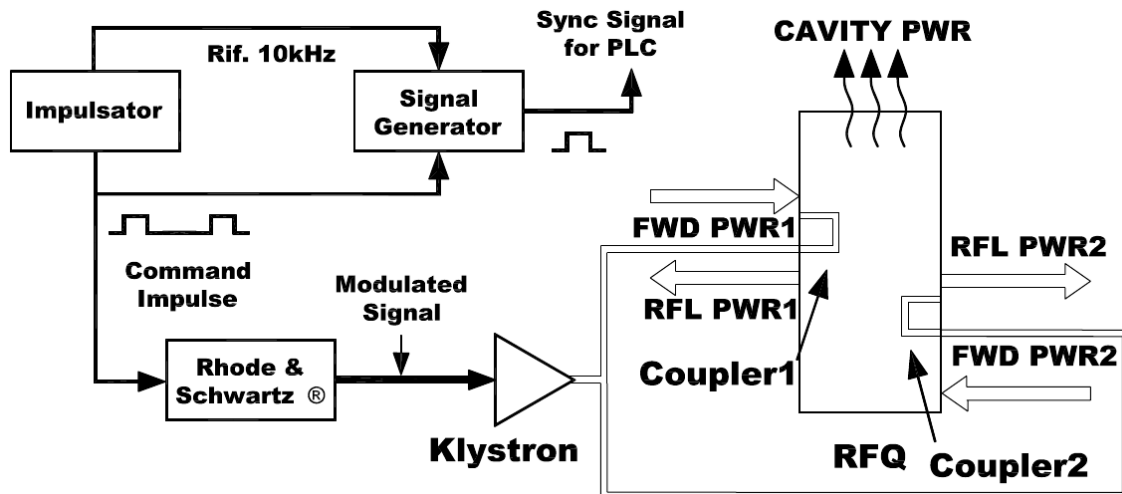 Sync Signal
for PLC
CAVITY PWR
Rif. 10kHz
Impulsator
Signal
Generator
FWD PWR1
RFL PWR2
Command
Impulse
Modulated
Signal
RFL PWR1
Rhode &
Schwartz ®
Coupler1
FWD PWR2
Klystron
RFQ
Coupler2